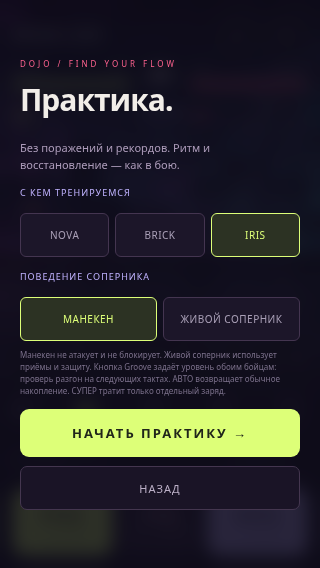 DOJO / FIND YOUR FLOW
Практика.
Без поражений и рекордов. Ритм и
восстановление — как в бою.
С КЕМ ТРЕНИРУЕМСЯ
NOVA
BRICK
IRIS
ПОВЕДЕНИЕ СОПЕРНИКА
МАНЕКЕН
ЖИВОЙ СОПЕРНИК
Манекен не атакует и не блокирует. Живой соперник использует
приёмы и защиту. Кнопка Groove задаёт уровень обоим бойцам:
проверь разгон на следующих тактах. АВТО возвращает обычное
накопление. СУПЕР тратит только отдельный заряд.
НАЧАТЬ ПРАКТИКУ →
НАЗАД